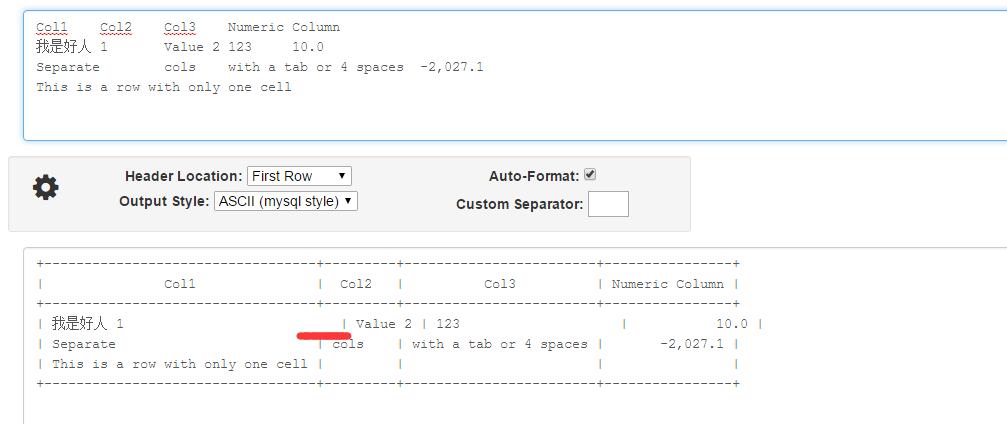 Col1    Col2    Col3    Numeric Column
我是好人 1       Value 2 123     10.0
Separate        cols    with a tab or 4 spaces  -2,027.1
This is a row with only one cell
Header Location: First Row Auto-Format:
Output Style: ASCII (mysql style) Custom Separator:
+----------------------------------+---------+------------------------+----------------+
|               Col1               |  Col2   |          Col3          | Numeric Column |
+----------------------------------+---------+------------------------+----------------+
| 我是好人 1                           | Value 2 | 123                    |           10.0 |
| Separate                         | cols    | with a tab or 4 spaces |       -2,027.1 |
| This is a row with only one cell |         |                        |                |
+----------------------------------+---------+------------------------+----------------+